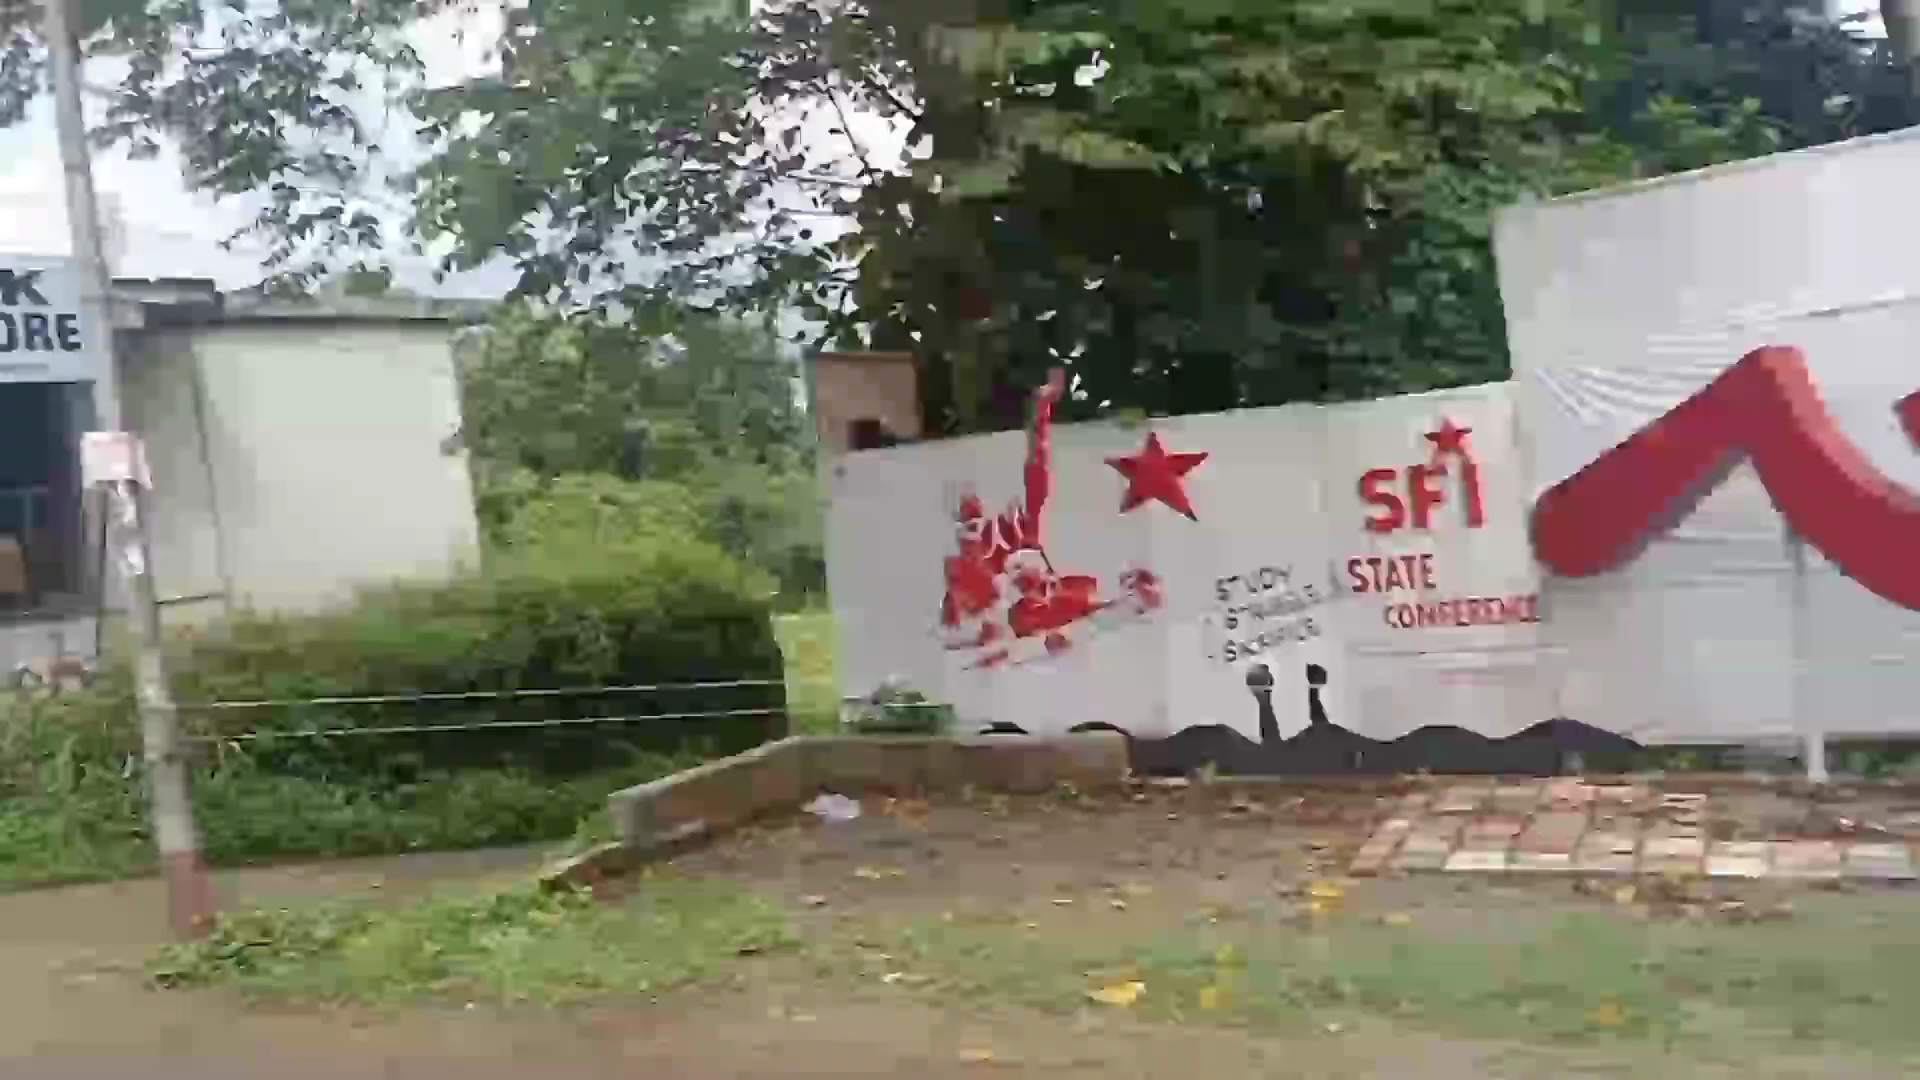 K
ORE
SFI
STATE
CONFERENCE
STUDY
STRUGGLE
SACRIFICE